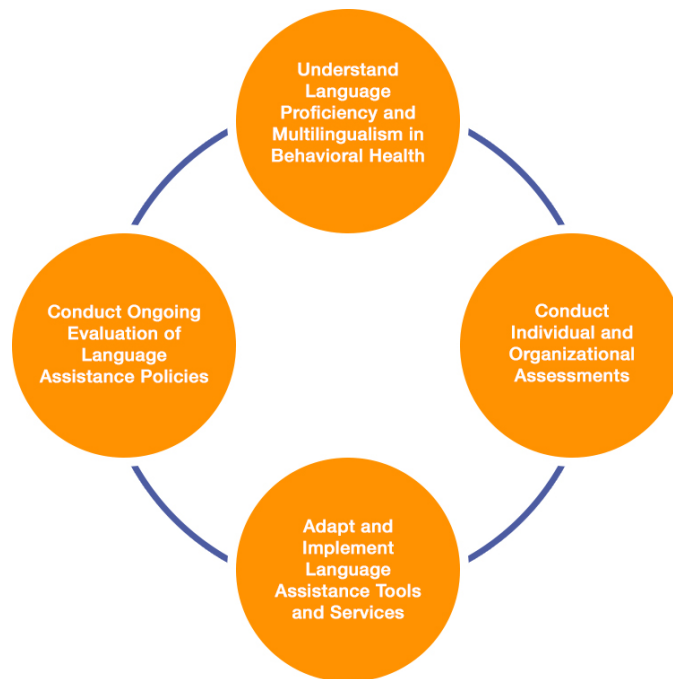 Understand
Language
Proficiency and
Multilingualism in
Behavioral Health
Conduct
Individual and
Organizational
Assessments
Adapt and
Implement
Language
Assistance Tools
and Services
Conduct Ongoing
Evaluation of
Language
Assistance Policies